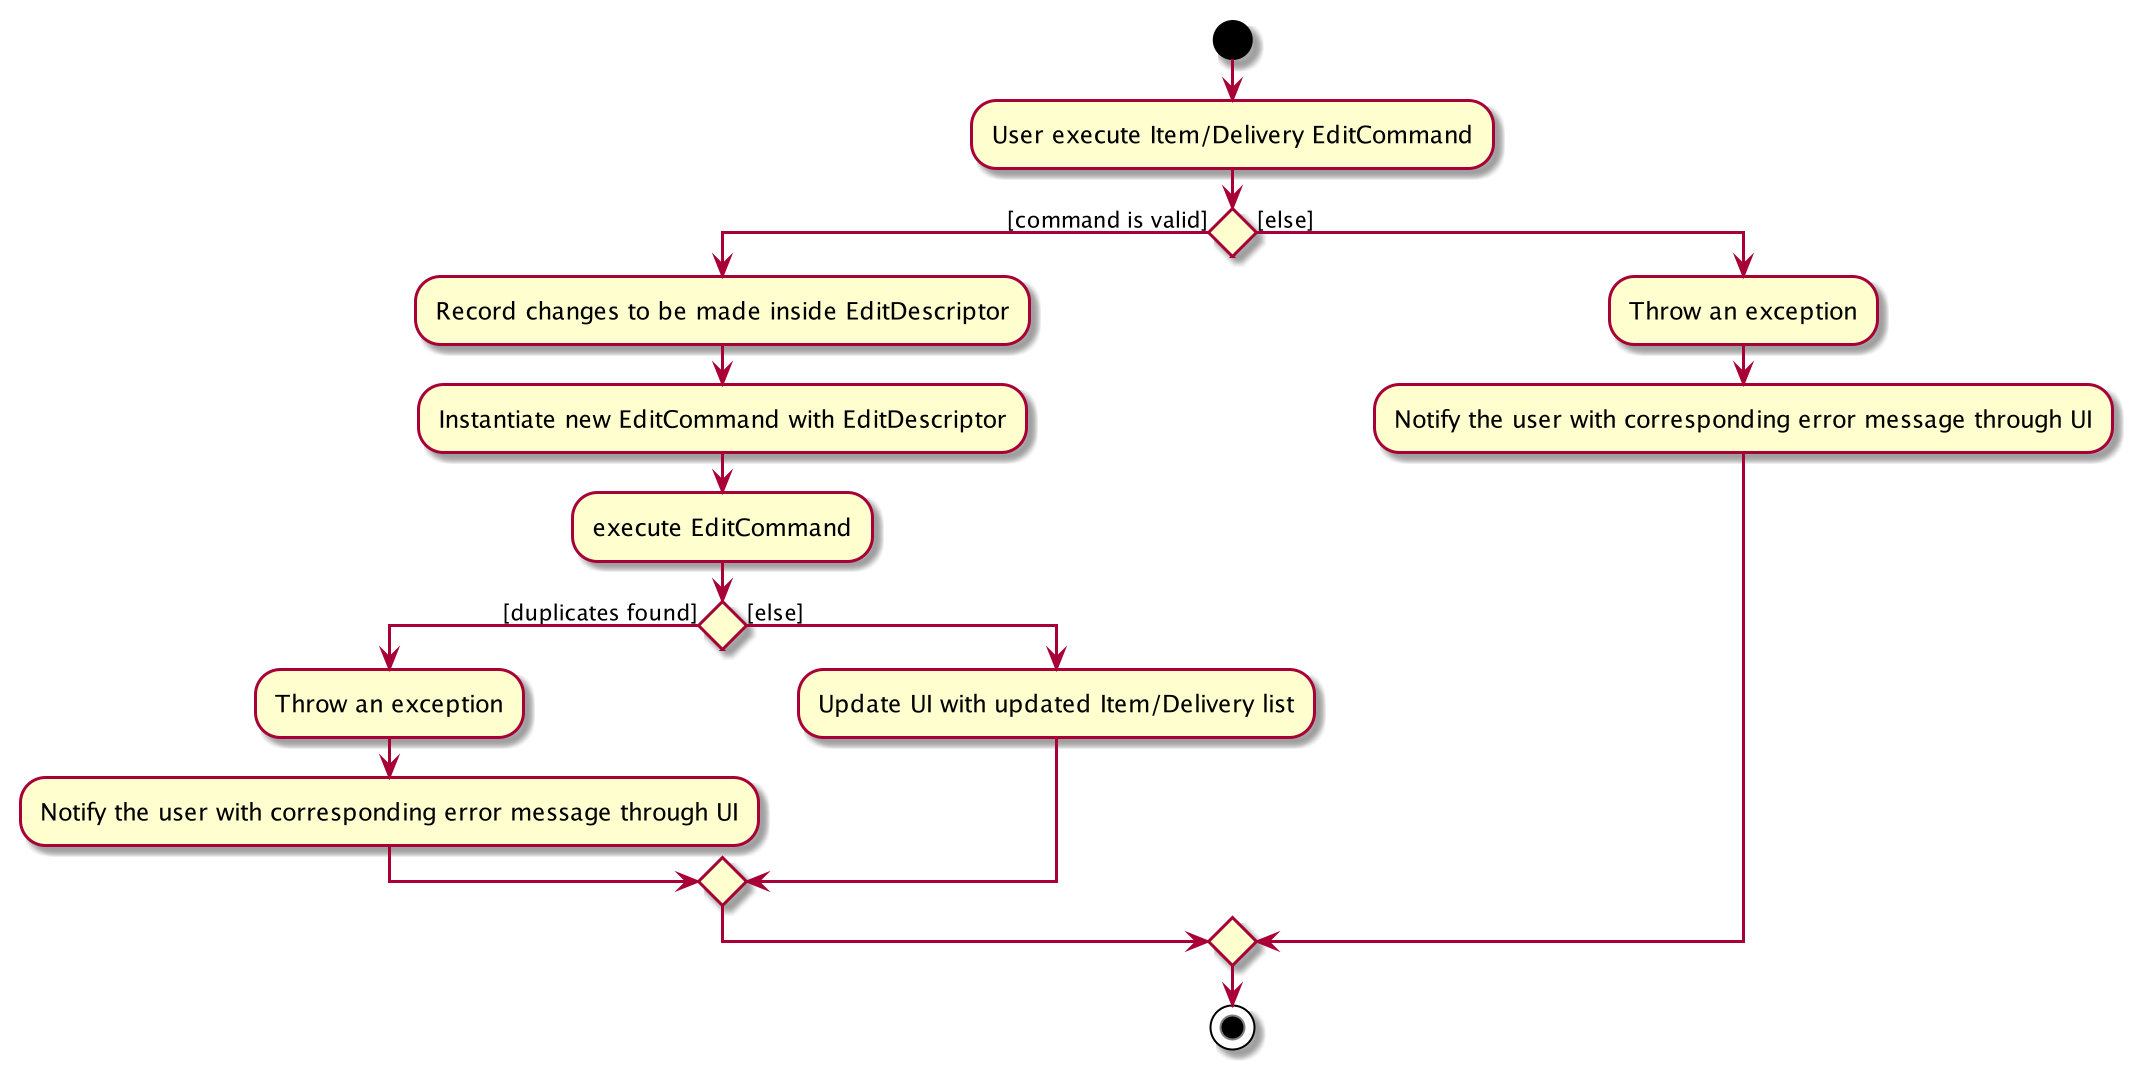 User execute Item/Delivery EditCommand
[command is valid]
[else]
Record changes to be made inside EditDescriptor
Throw an exception
Instantiate new EditCommand with EditDescriptor
Notify the user with corresponding error message through UI
execute EditCommand
[duplicates found]
[else]
Throw an exception
Update UI with updated Item/Delivery list
Notify the user with corresponding error message through UI